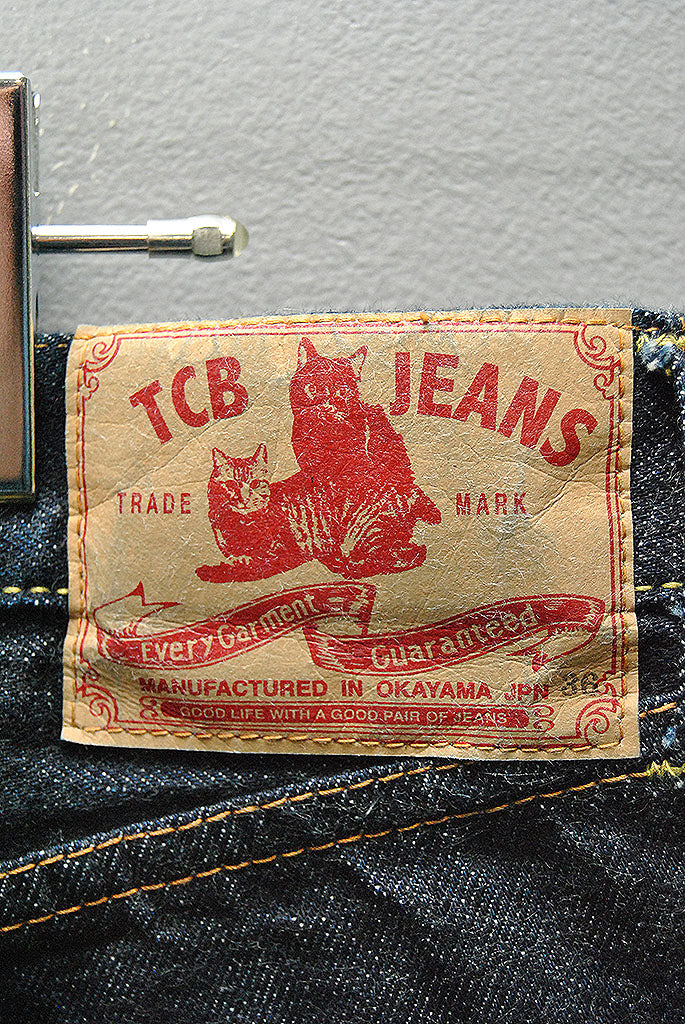 TCB JEANS
TRADE MARK
Every Garment Guaranteed
MANUFACTURED IN OKAYAMA JPN 36
GOOD LIFE WITH A GOOD PAIR OF JEANS